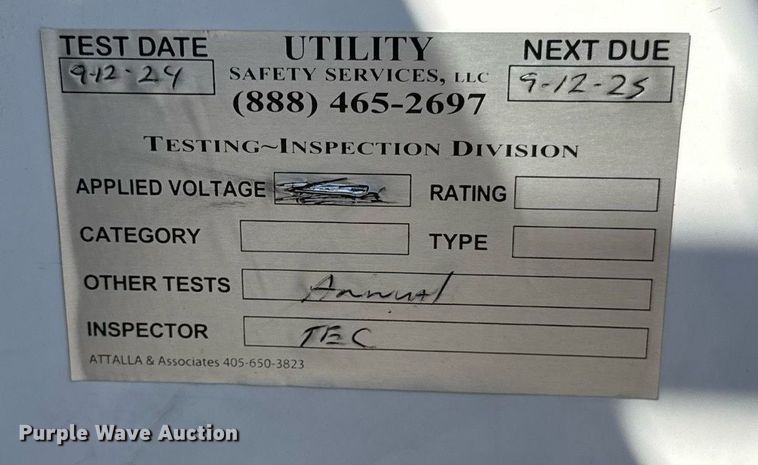 TEST DATE
9-12-24
UTILITY
SAFETY SERVICES, LLC
(888) 465-2697
NEXT DUE
9-12-25
TESTING~INSPECTION DIVISION
APPLIED VOLTAGE
RATING
CATEGORY
TYPE
OTHER TESTS Annual
INSPECTOR TEC
ATTALLA & Associates 405-650-3823
Purple Wave Auction